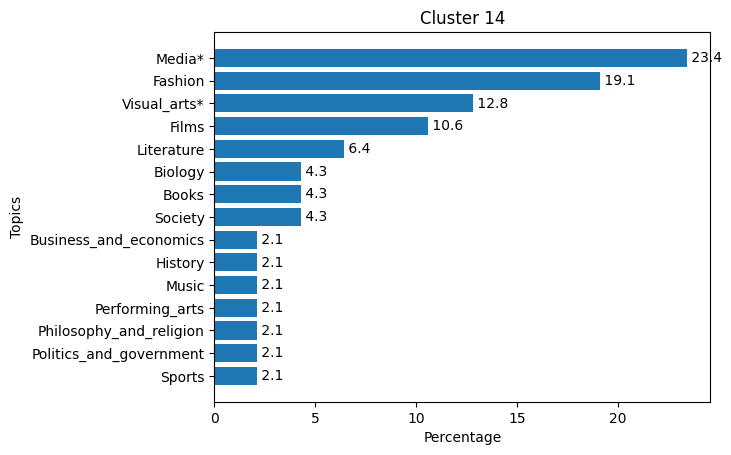 Cluster 14
Topics
Media* 23.4
Fashion 19.1
Visual_arts* 12.8
Films 10.6
Literature 6.4
Biology 4.3
Books 4.3
Society 4.3
Business_and_economics 2.1
History 2.1
Music 2.1
Performing_arts 2.1
Philosophy_and_religion 2.1
Politics_and_government 2.1
Sports 2.1
0 5 10 15 20
Percentage